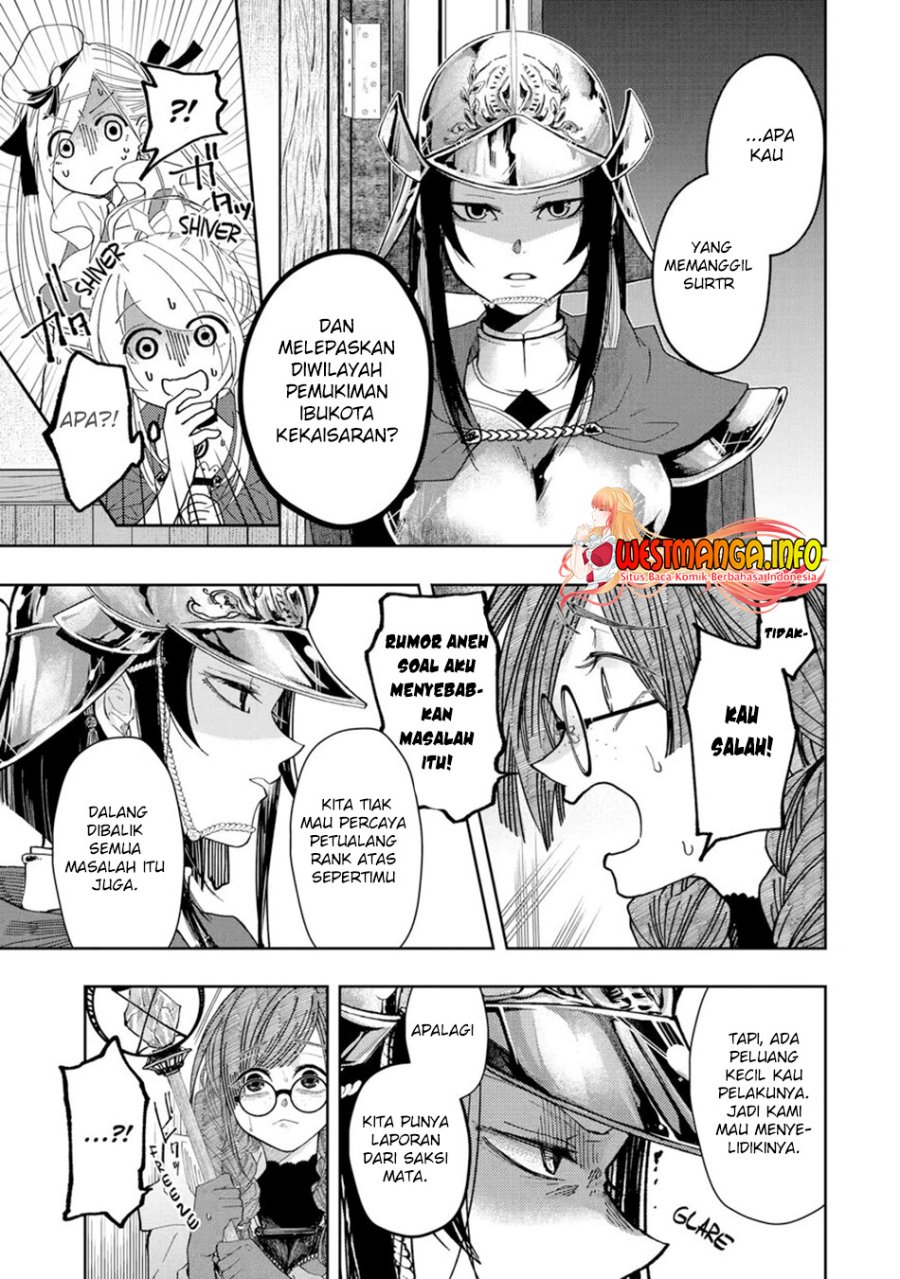 ...APA
KAU
YANG
MEMANGGIL
SURTR
DAN
MELEPASKAN
DIWILAYAH
PEMUKIMAN
IBUKOTA
KEKAISARAN?
?!
SHIVER
SHIVER
APA?!
WESTMANGA.INFO
Situs Baca Komik Berbahasa Indonesia
TIDAK-
KAU
SALAH!
RUMOR ANEH
SOAL AKU
MENYEBAB-
KAN
MASALAH
ITU!
KITA TIAK
MAU PERCAYA
PETUALANG
RANK ATAS
SEPERTIMU
DALANG
DIBALIK
SEMUA
MASALAH ITU
JUGA.
TAPI, ADA
PELUANG
KECIL KAU
PELAKUNYA.
JADI KAMI
MAU MENYE-
LIDIKINYA.
APALAGI
KITA PUNYA
LAPORAN
DARI SAKSI
MATA.
GLARE
...?!
FREEZE